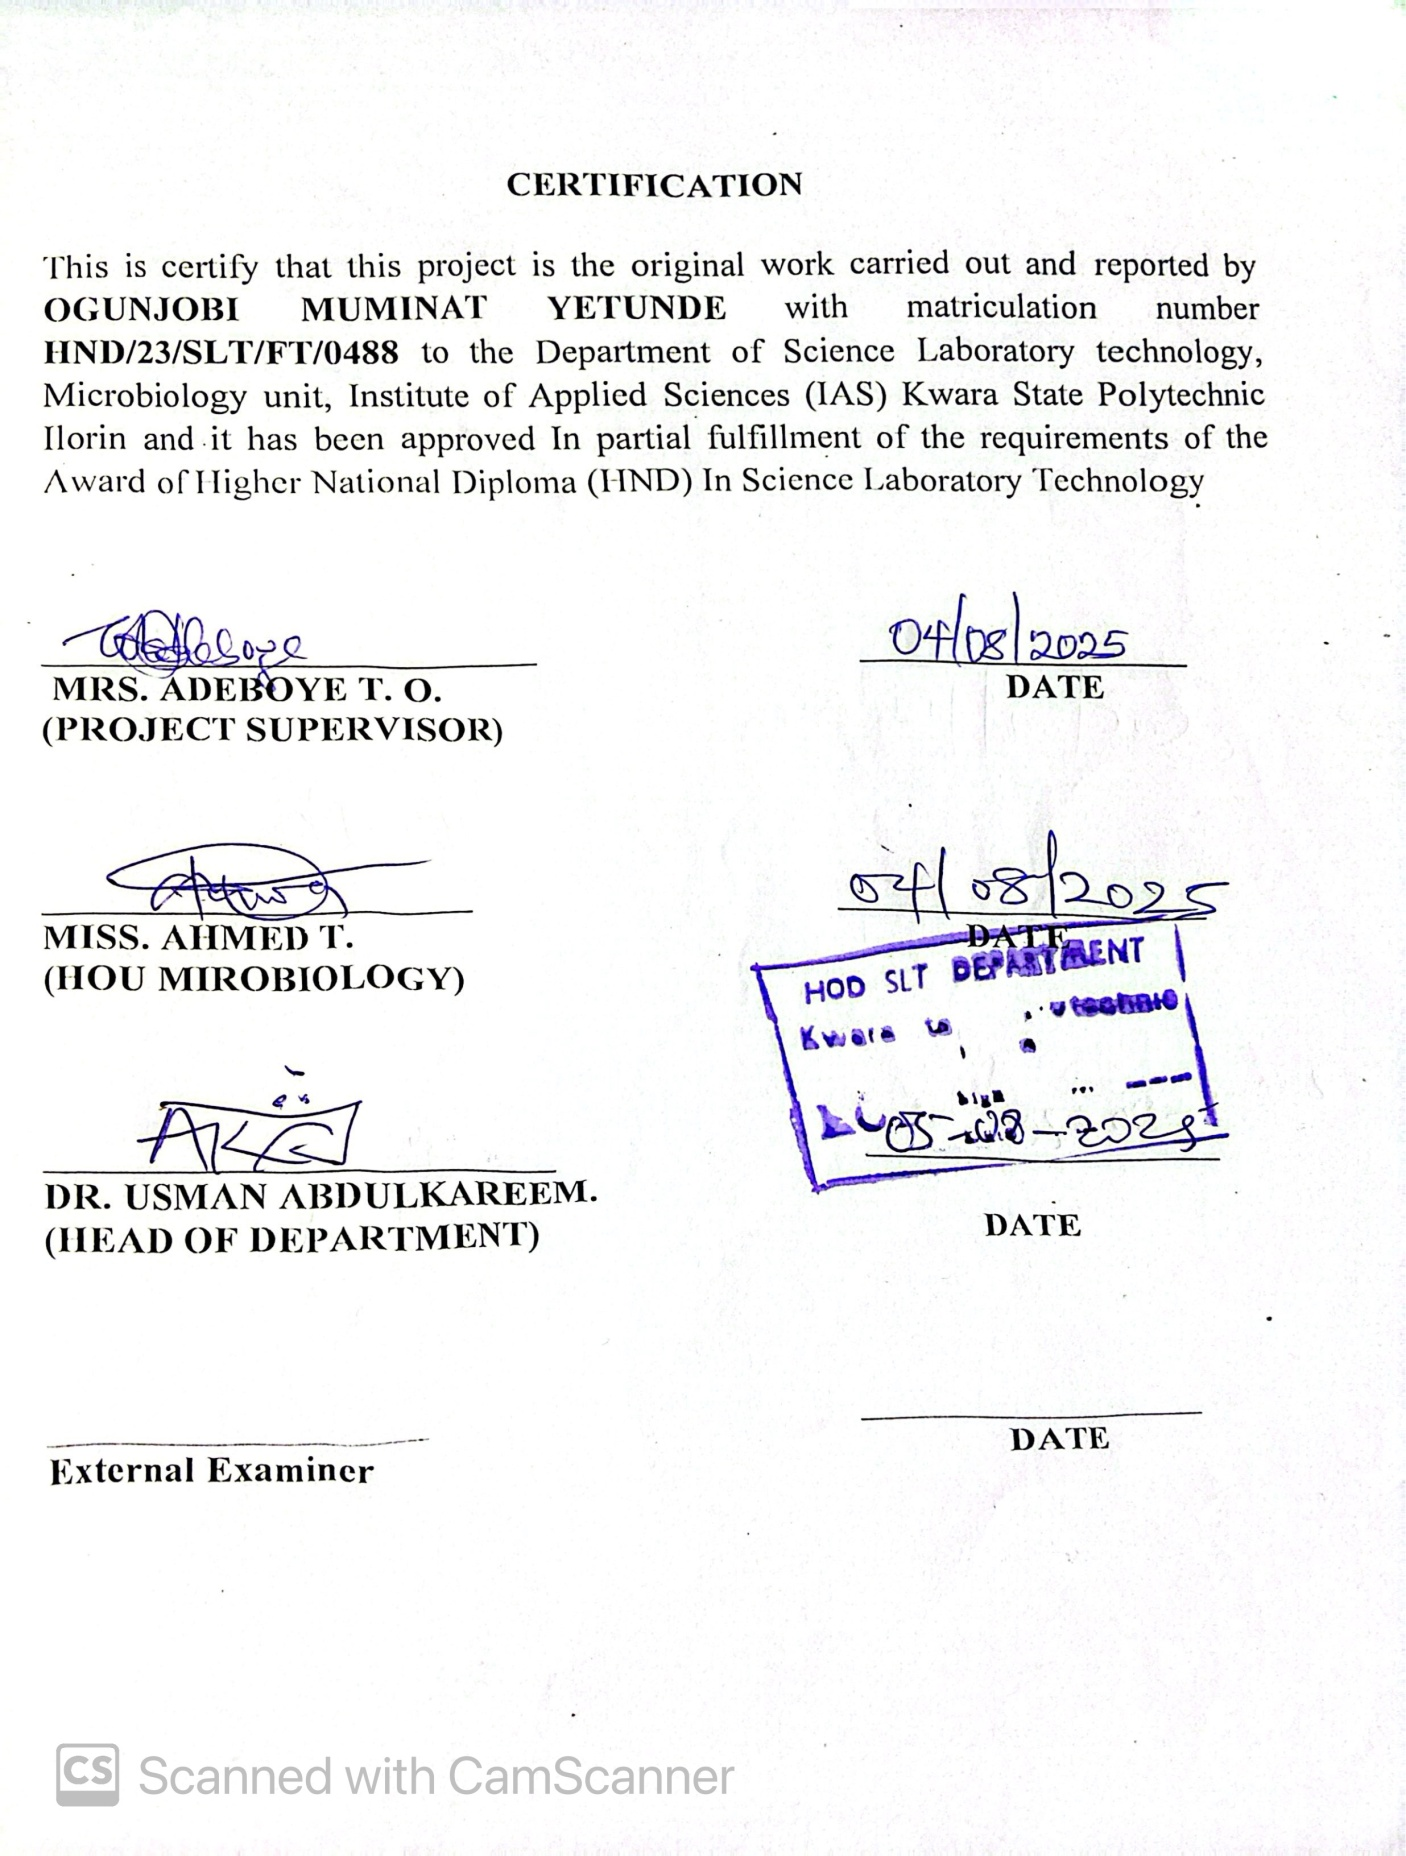 CERTIFICATION
This is certify that this project is the original work carried out and reported by
OGUNJOBI MUMINAT YETUNDE with matriculation number
HND/23/SLT/FT/0488 to the Department of Science Laboratory technology,
Microbiology unit, Institute of Applied Sciences (IAS) Kwara State Polytechnic
Ilorin and it has been approved In partial fulfillment of the requirements of the
Award of Higher National Diploma (HND) In Science Laboratory Technology
04/08/2025
MRS. ADEBOYE T. O.
DATE
(PROJECT SUPERVISOR)
04/08/2025
MISS. AHMED T.
DATE
(HOU MIROBIOLOGY)
HOD SLT DEPARTMENT
Kwara
05-08-2025
DR. USMAN ABDULKAREEM.
(HEAD OF DEPARTMENT)
DATE
DATE
External Examiner
CS Scanned with CamScanner